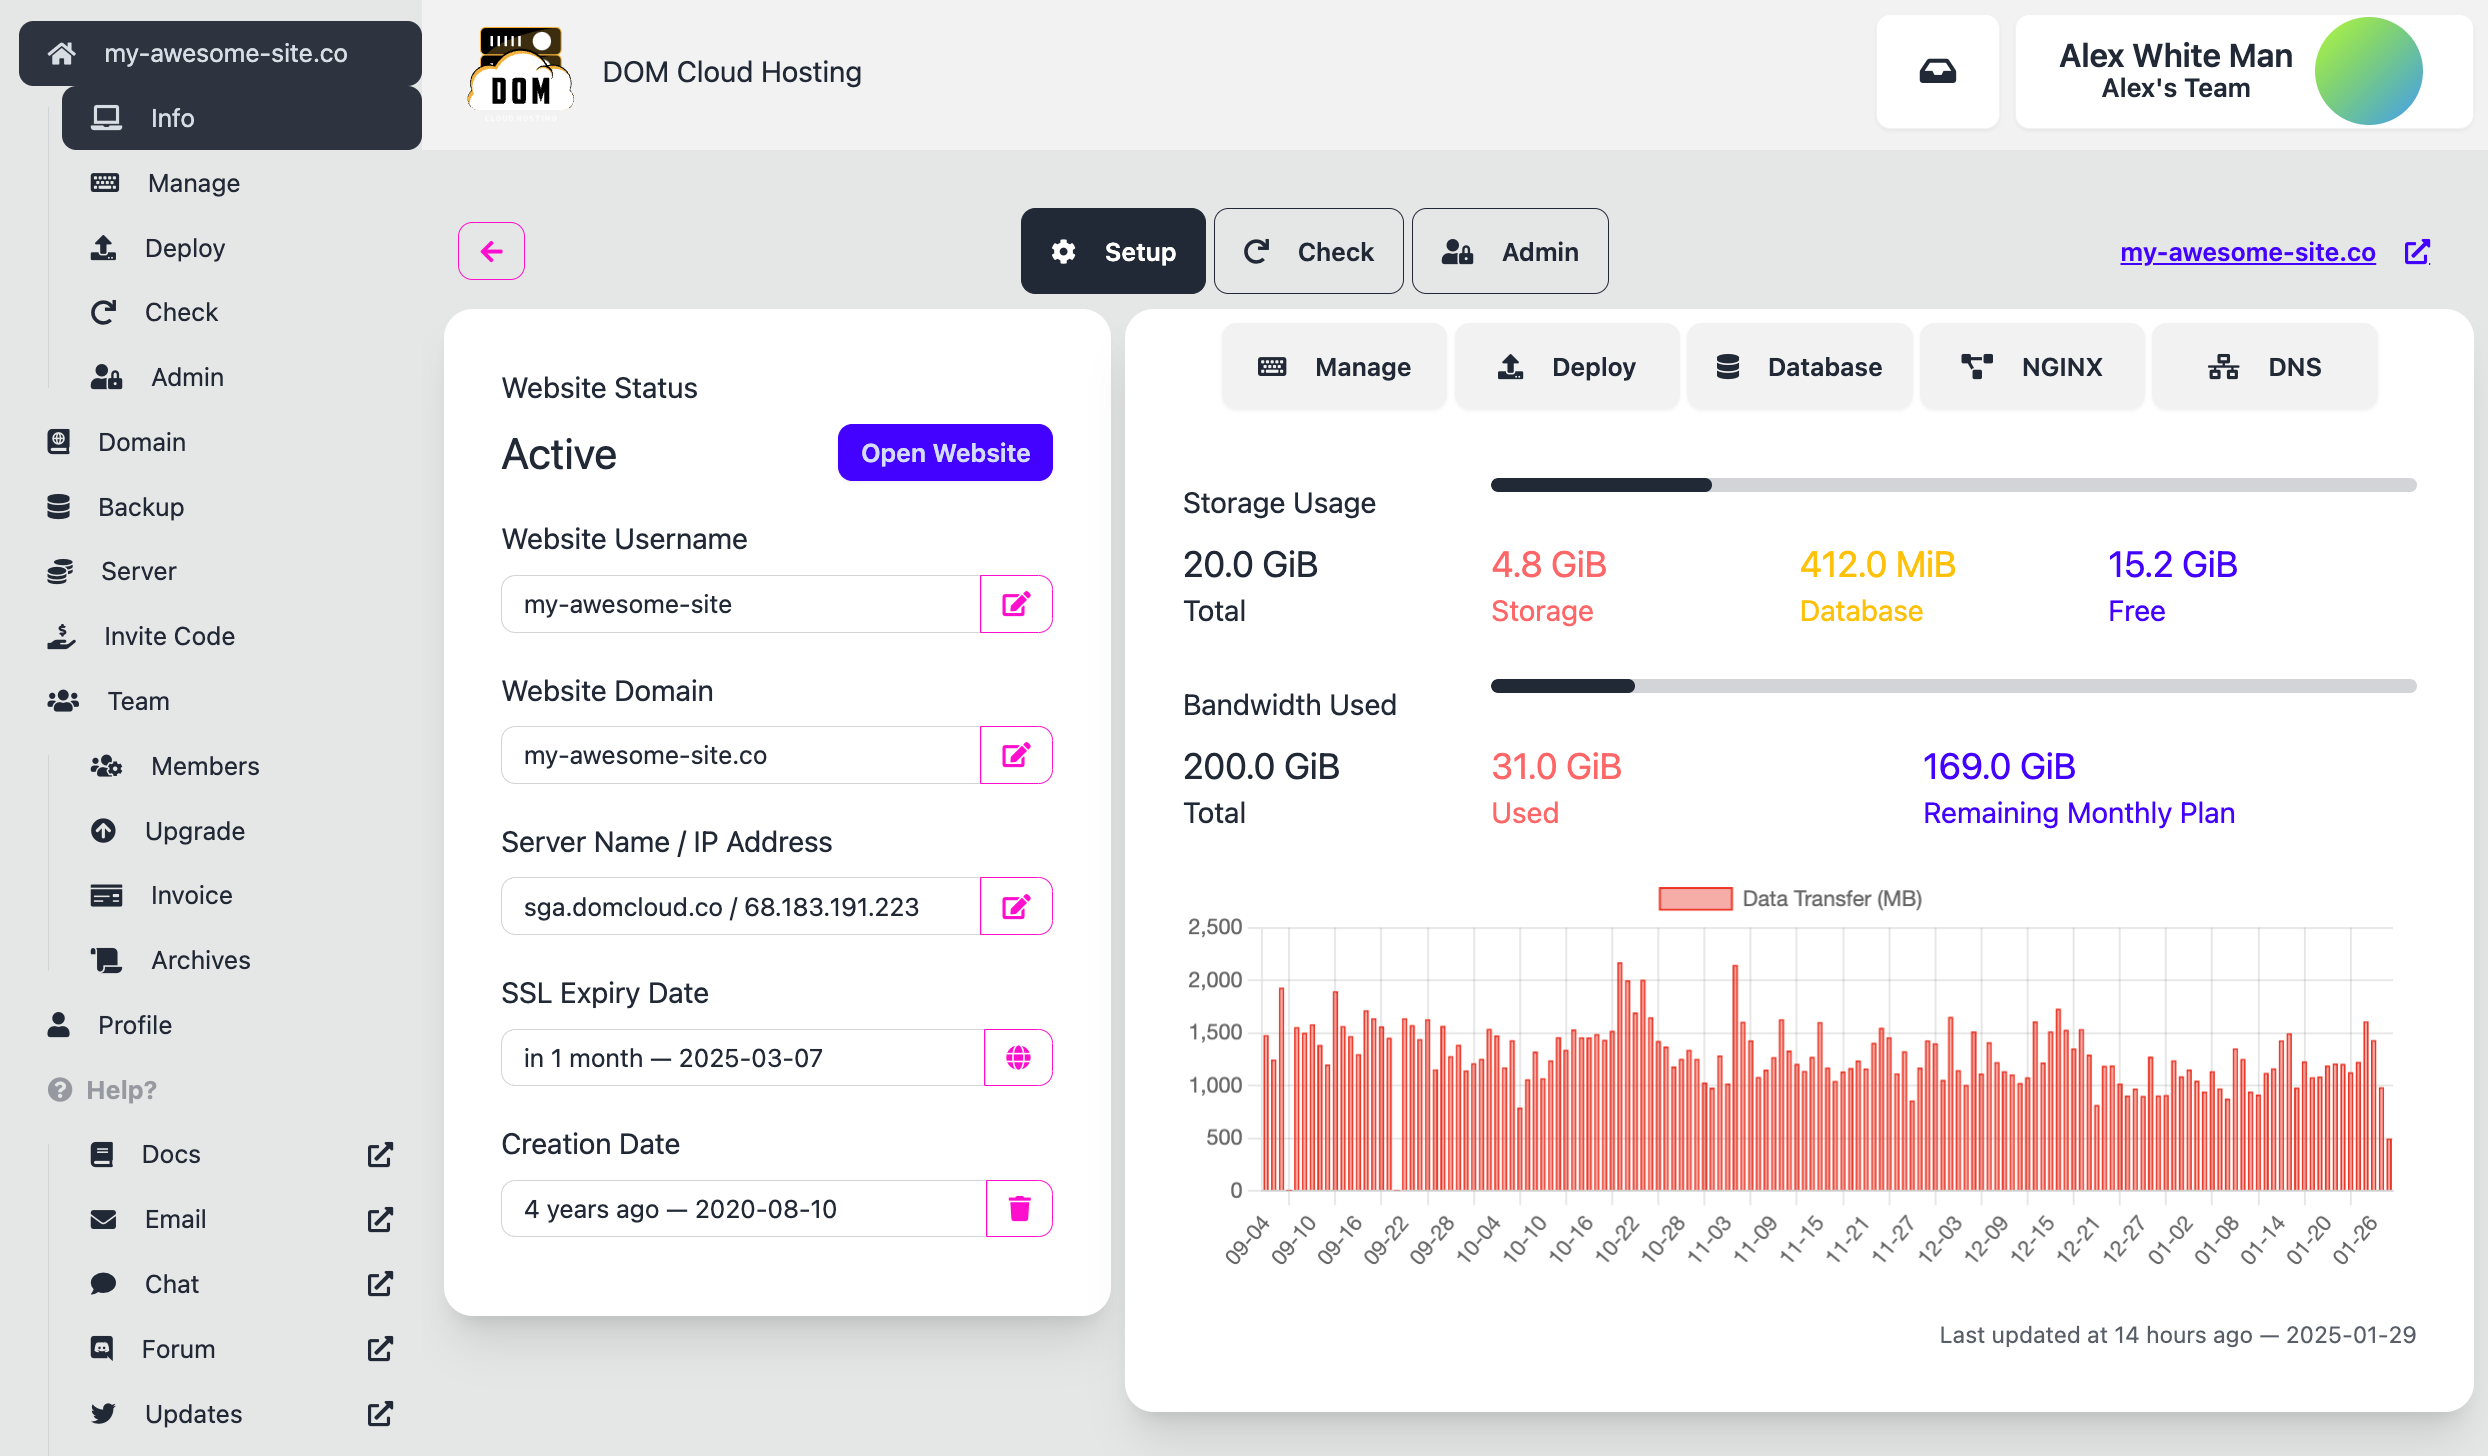 my-awesome-site.co
Info
Manage
Deploy
Check
Admin
Domain
Backup
Server
Invite Code
Team
Members
Upgrade
Invoice
Archives
Profile
Help?
Docs
Email
Chat
Forum
Updates
DOM
CLOUD HOSTING
DOM Cloud Hosting
Alex White Man
Alex's Team
Setup
Check
Admin
my-awesome-site.co
Website Status
Active
Open Website
Website Username
my-awesome-site
Website Domain
my-awesome-site.co
Server Name / IP Address
sga.domcloud.co / 68.183.191.223
SSL Expiry Date
in 1 month — 2025-03-07
Creation Date
4 years ago — 2020-08-10
Manage
Deploy
Database
NGINX
DNS
Storage Usage
20.0 GiB
Total
4.8 GiB
Storage
412.0 MiB
Database
15.2 GiB
Free
Bandwidth Used
200.0 GiB
Total
31.0 GiB
Used
169.0 GiB
Remaining Monthly Plan
Data Transfer (MB)
2,500
2,000
1,500
1,000
500
0
09-04
09-10
09-16
09-22
09-28
10-04
10-10
10-16
10-22
10-28
11-03
11-09
11-15
11-21
11-27
12-03
12-09
12-15
12-21
12-27
01-02
01-08
01-14
01-20
01-26
Last updated at 14 hours ago — 2025-01-29